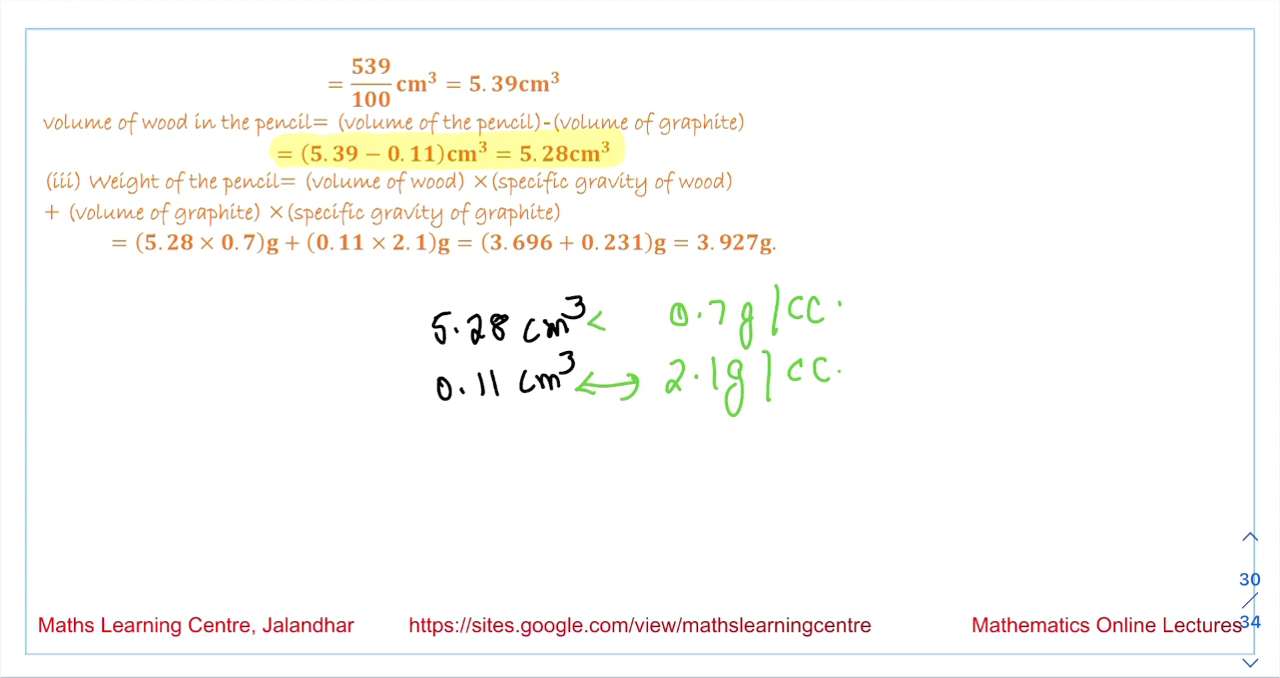 = 539/100 cm³ = 5.39cm³
volume of wood in the pencil= (volume of the pencil)-(volume of graphite)
= (5.39 − 0.11)cm³ = 5.28cm³
(iii) Weight of the pencil= (volume of wood) ×(specific gravity of wood)
+ (volume of graphite) ×(specific gravity of graphite)
= (5.28 × 0.7)g + (0.11 × 2.1)g = (3.696 + 0.231)g = 3.927g.
5.28 cm³ < 0.7g/cc.
0.11 cm³ ↔ 2.1g/cc.
30
/
34
Maths Learning Centre, Jalandhar https://sites.google.com/view/mathslearningcentre Mathematics Online Lectures